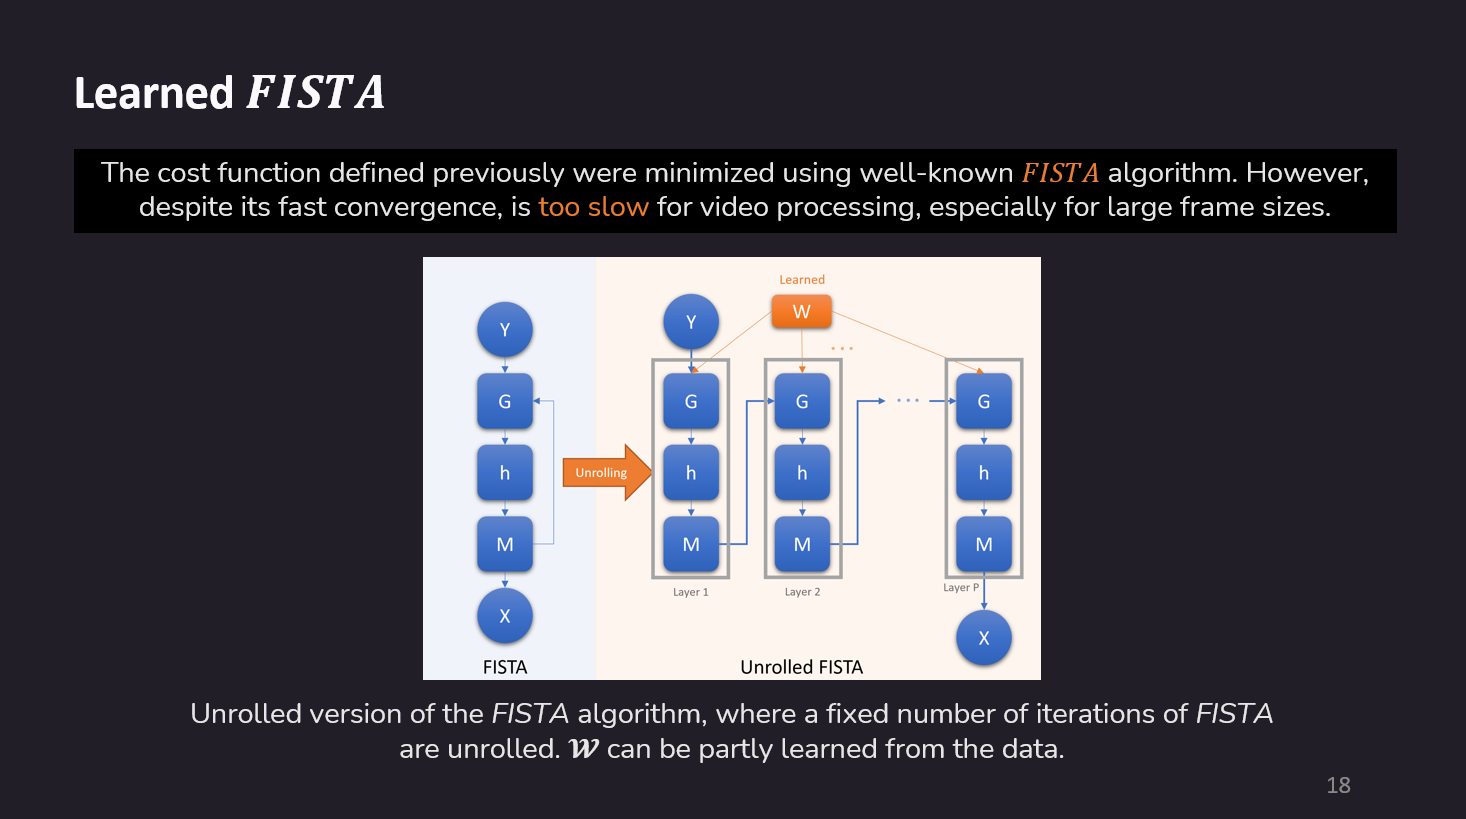 Learned FISTA
The cost function defined previously were minimized using well-known FISTA algorithm. However,
despite its fast convergence, is too slow for video processing, especially for large frame sizes.
Y
G
h
M
X
FISTA
Unrolling
Learned
W
Y
G
h
M
Layer 1
G
h
M
Layer 2
...
...
G
h
M
Layer P
X
Unrolled FISTA
Unrolled version of the FISTA algorithm, where a fixed number of iterations of FISTA
are unrolled. 𝓦 can be partly learned from the data.
18